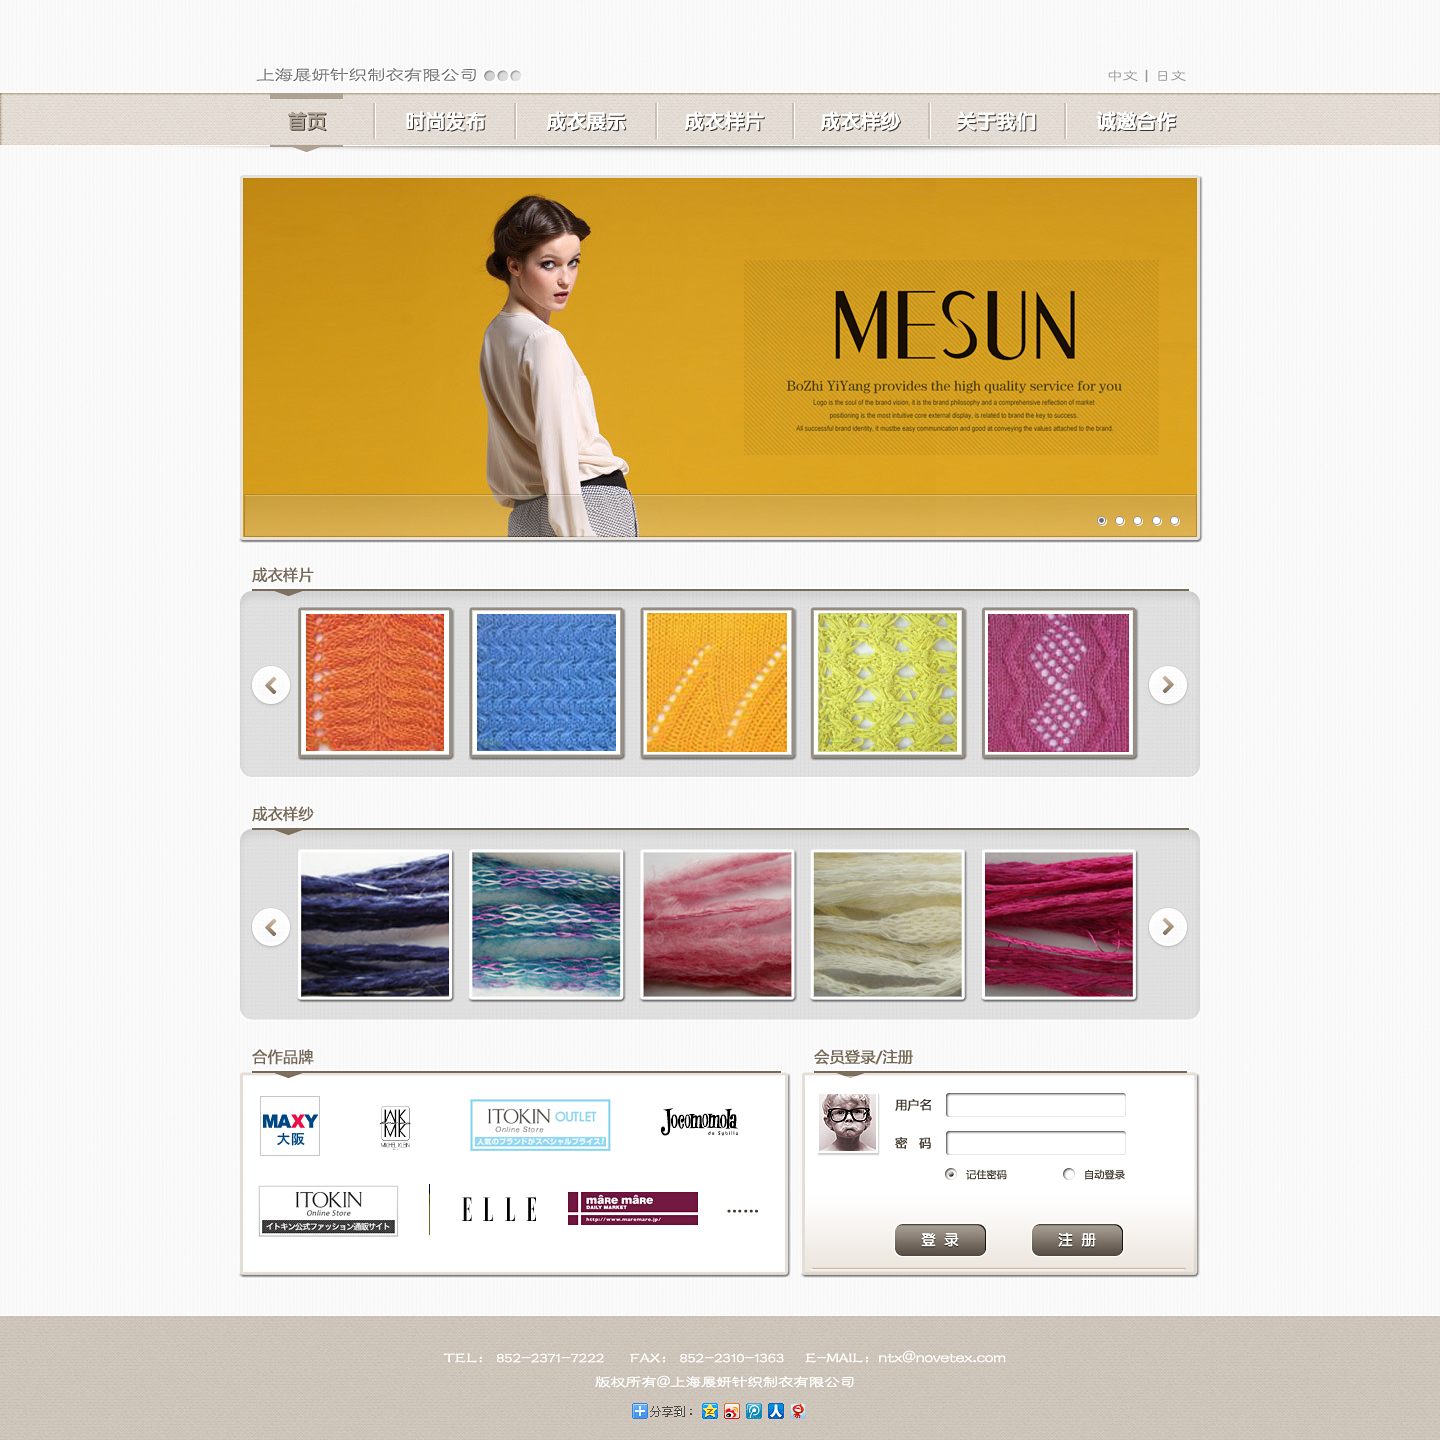 上海展妍针织制衣有限公司
中文 | 日文
首页 时尚发布 成衣展示 成衣样片 成衣样纱 关于我们 诚邀合作
MESUN
BoZhi YiYang provides the high quality service for you
Logo is the soul of the brand vision, it is the brand philosophy and a comprehensive reflection of market
positioning is the most intuitive core external display, is related to brand the key to success.
All successful brand identity, it mustbe easy communication and good at conveying the values attached to the brand.
成衣样片
成衣样纱
合作品牌
MAXY
大阪
MK
MK
MICHEL KLEIN
ITOKIN OUTLET
Online Store
人気のブランドがスペシャルプライス!
Jocomomola
de Sybilla
ITOKIN
Online Store
イトキン公式ファッション通販サイト
ELLE
mâre mâre
DAILY MARKET
http://www.maremare.jp/
……
会员登录/注册
用户名
密 码
记住密码 自动登录
登 录 注 册
TEL： 852-2371-7222 FAX： 852-2310-1363 E-MAIL：ntx@novetex.com
版权所有@上海展妍针织制衣有限公司
分享到：